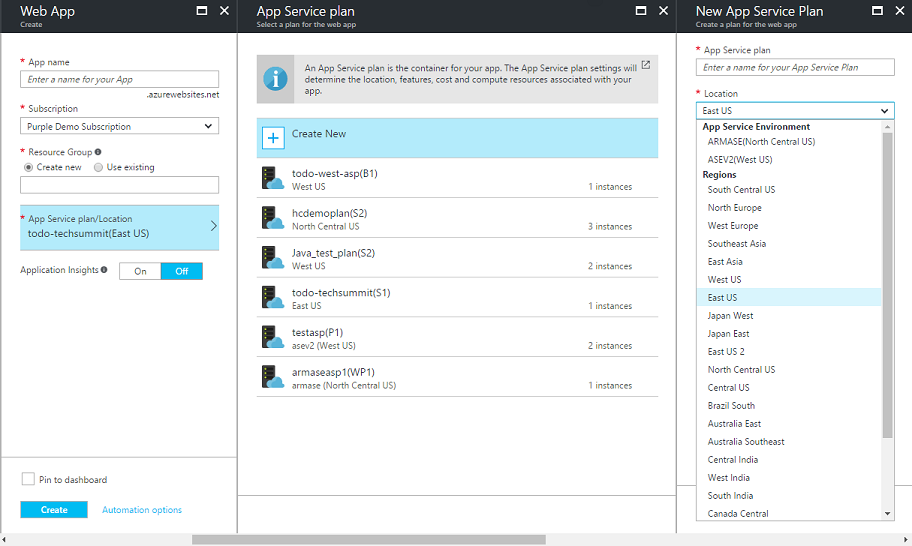 Web App
Create
* App name
Enter a name for your App
.azurewebsites.net
* Subscription
Purple Demo Subscription
* Resource Group
Create new
Use existing
* App Service plan/Location
todo-techsummit(East US)
Application Insights
On
Off
Pin to dashboard
Create
Automation options
App Service plan
Select a plan for the web app
An App Service plan is the container for your app. The App Service plan settings will
determine the location, features, cost and compute resources associated with your
app.
Create New
todo-west-asp(B1)
West US
1 instances
hcdemoplan(S2)
North Central US
3 instances
Java_test_plan(S2)
West US
2 instances
todo-techsummit(S1)
East US
1 instances
testasp(P1)
asev2 (West US)
2 instances
armaseasp1(WP1)
armase (North Central US)
1 instances
New App Service Plan
Create a plan for the web app
* App Service plan
Enter a name for your App Service Plan
* Location
East US
App Service Environment
ARMASE(North Central US)
ASEV2(West US)
Regions
South Central US
North Europe
West Europe
Southeast Asia
East Asia
West US
East US
Japan West
Japan East
East US 2
North Central US
Central US
Brazil South
Australia East
Australia Southeast
Central India
West India
South India
Canada Central